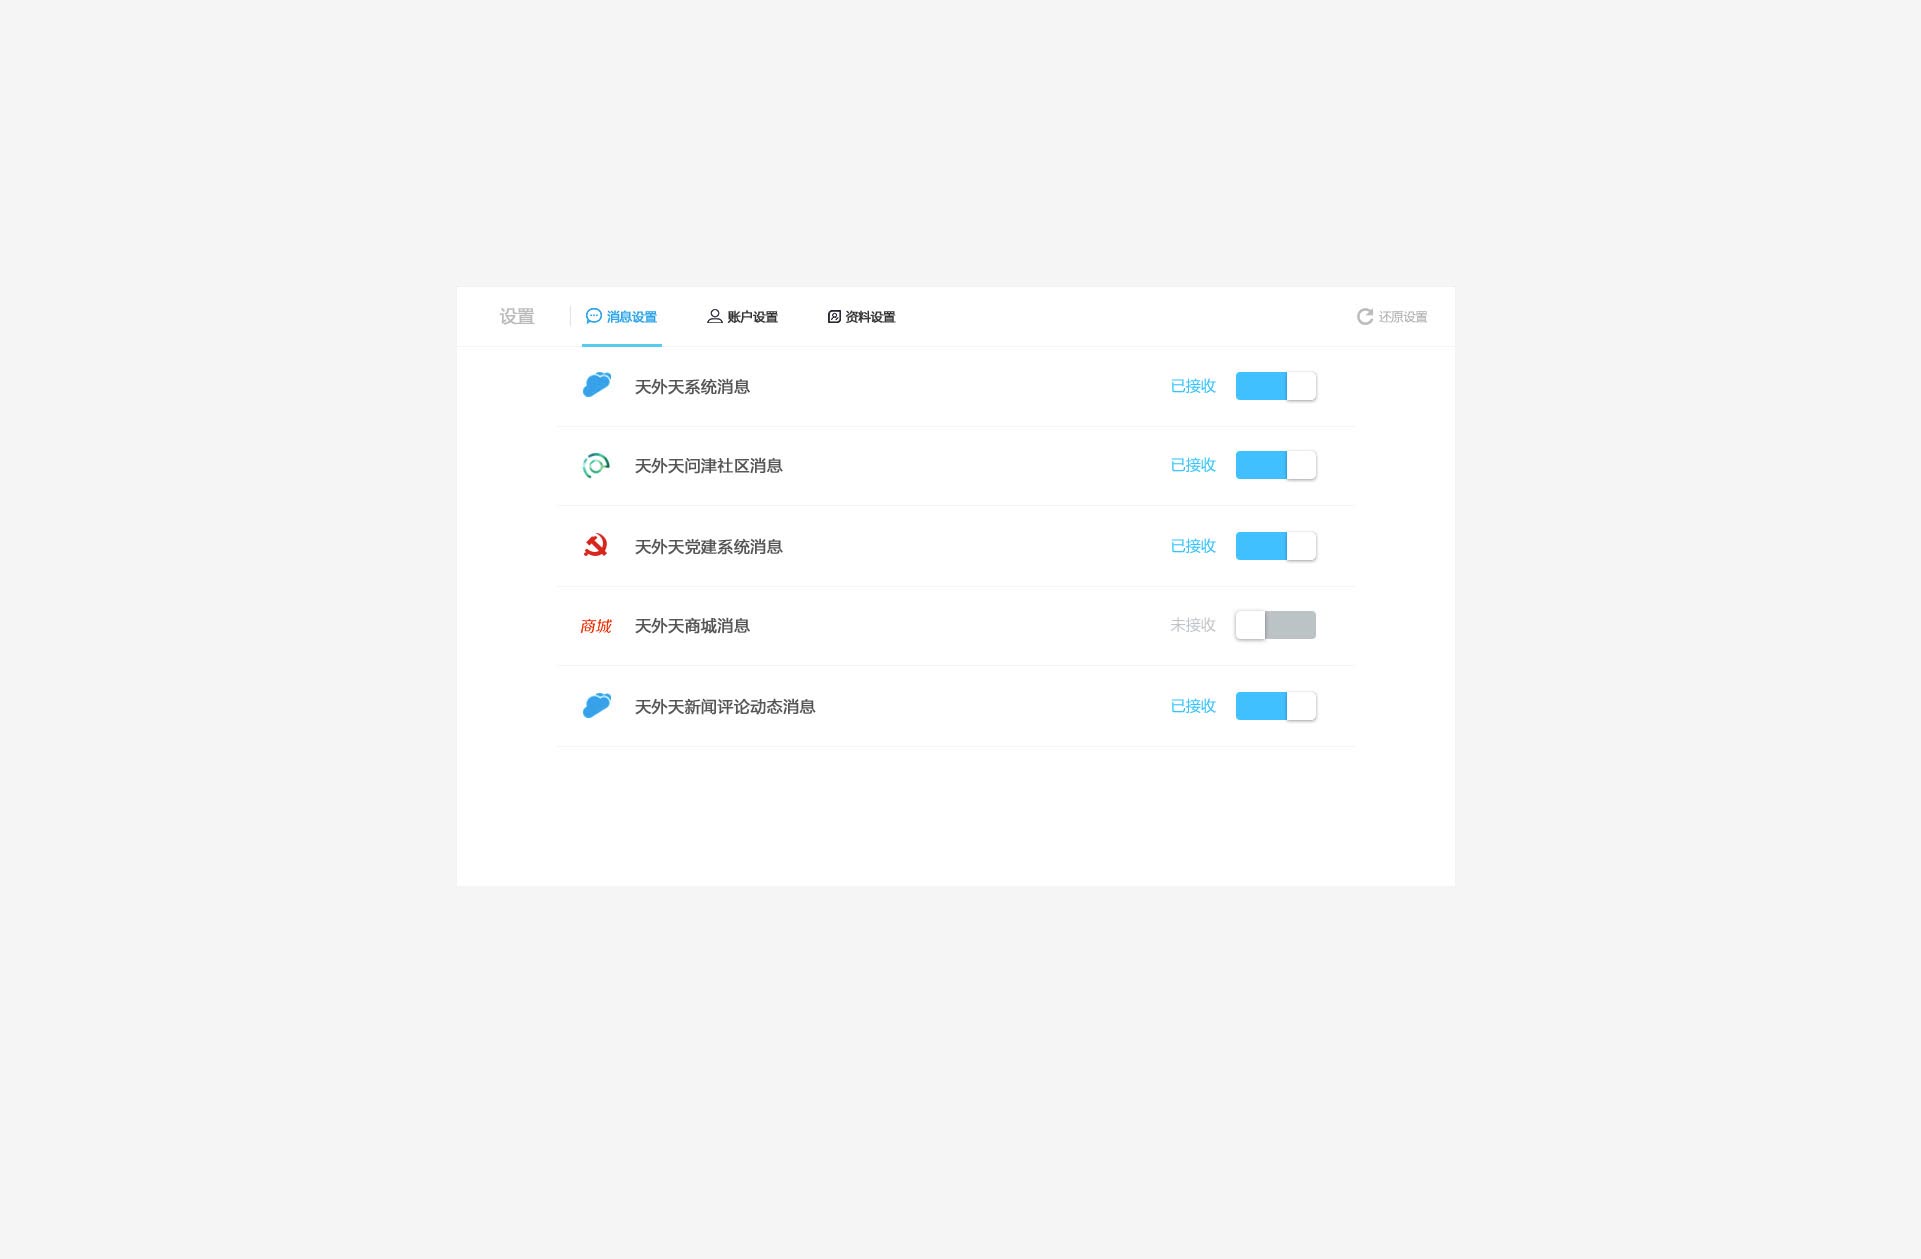 设置 消息设置 账户设置 资料设置 还原设置
天外天系统消息 已接收
天外天问津社区消息 已接收
天外天党建系统消息 已接收
商城 天外天商城消息 未接收
天外天新闻评论动态消息 已接收